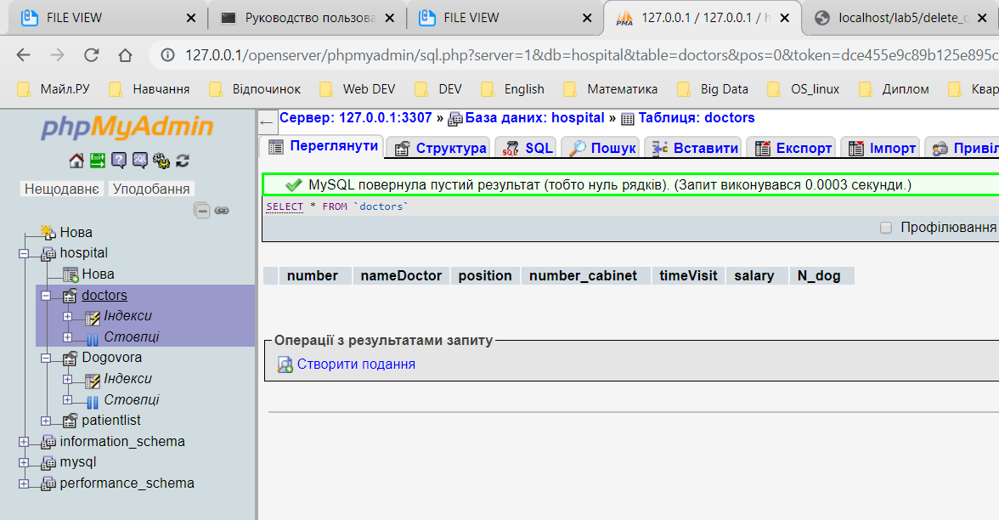 FILE VIEW
Руководство пользова
FILE VIEW
127.0.0.1 / 127.0.0.1 / h
localhost/lab5/delete_
127.0.0.1/openserver/phpmyadmin/sql.php?server=1&db=hospital&table=doctors&pos=0&token=dce455e9c89b125e895c
Майл.РУ Навчання Відпочинок Web DEV DEV English Математика Big Data OS_linux Диплом Квар
phpMyAdmin
Нещодавнє Уподобання
Нова
hospital
Нова
doctors
Індекси
Стовпці
Dogovora
Індекси
Стовпці
patientlist
information_schema
mysql
performance_schema
Сервер: 127.0.0.1:3307 » База даних: hospital » Таблиця: doctors
Переглянути Структура SQL Пошук Вставити Експорт Імпорт Привіл
MySQL повернула пустий результат (тобто нуль рядків). (Запит виконувався 0.0003 секунди.)
SELECT * FROM `doctors`
Профілювання
number nameDoctor position number_cabinet timeVisit salary N_dog
Операції з результатами запиту
Створити подання